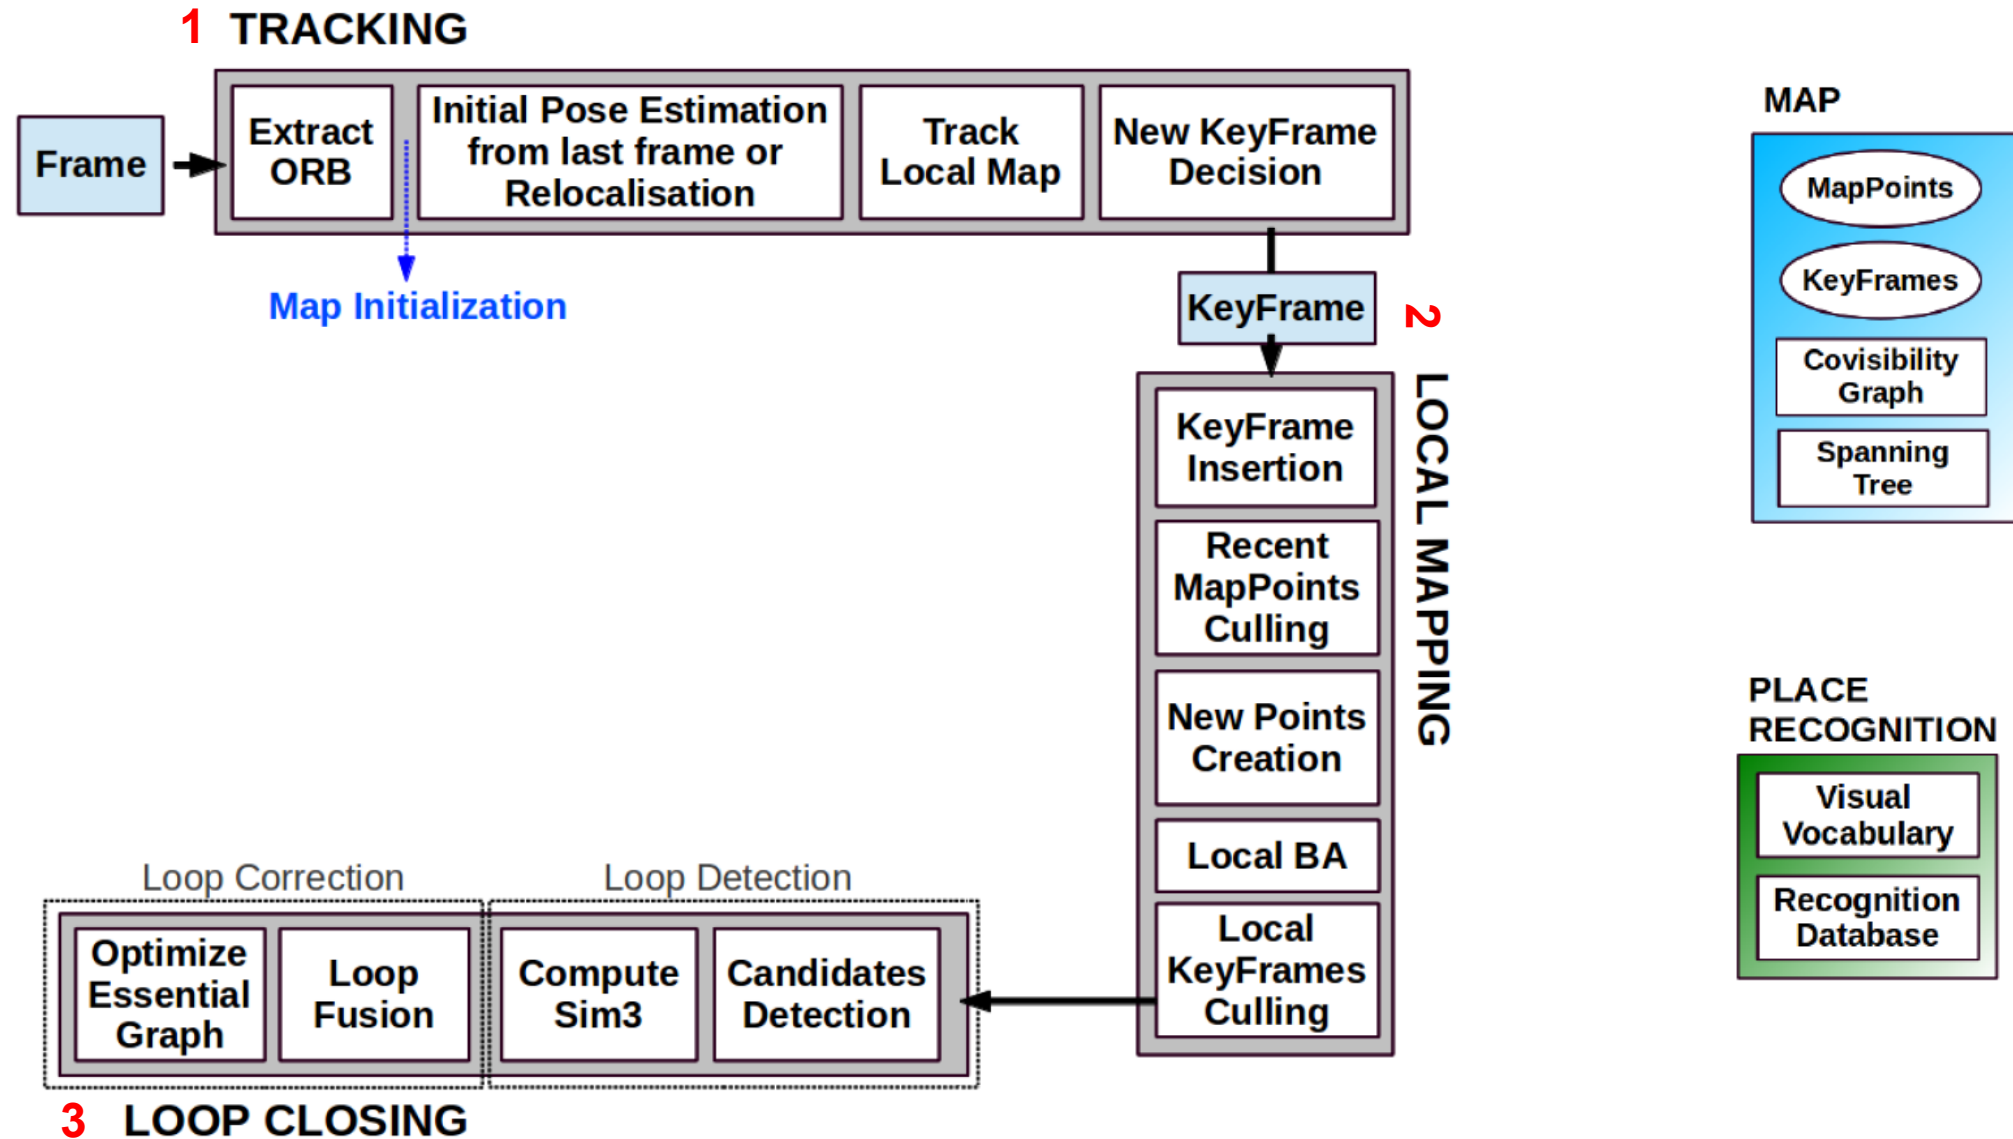 1 TRACKING
Frame
Extract
ORB
Initial Pose Estimation
from last frame or
Relocalisation
Track
Local Map
New KeyFrame
Decision
Map Initialization
KeyFrame
2 LOCAL MAPPING
KeyFrame
Insertion
Recent
MapPoints
Culling
New Points
Creation
Local BA
Local
KeyFrames
Culling
Loop Correction
Loop Detection
Optimize
Essential
Graph
Loop
Fusion
Compute
Sim3
Candidates
Detection
3 LOOP CLOSING
MAP
MapPoints
KeyFrames
Covisibility
Graph
Spanning
Tree
PLACE
RECOGNITION
Visual
Vocabulary
Recognition
Database